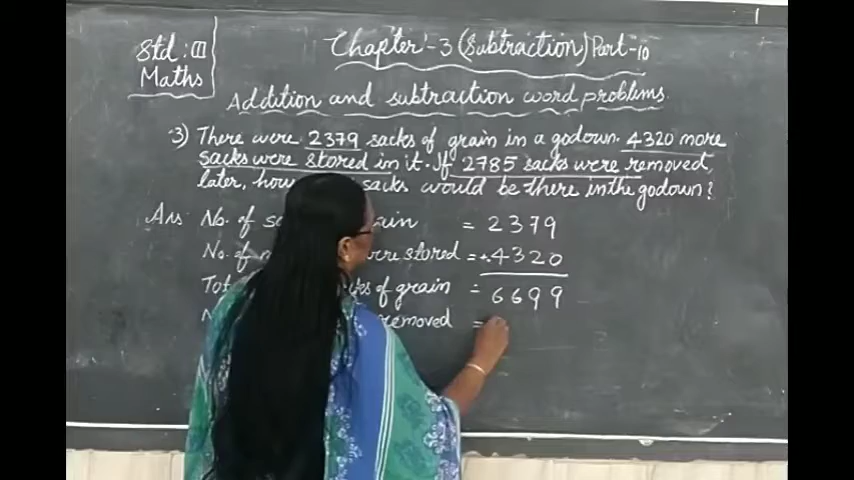 Std : III
Maths
Chapter - 3 (Subtraction) Part - 10
Addition and subtraction word problems.
3) There were 2379 sacks of grain in a godown. 4320 more
sacks were stored in it. If 2785 sacks were removed,
later, how sacks would be there in the godown?
Ans No. of = 2379
No. of were stored = + 4320
of grain = 6699
removed =